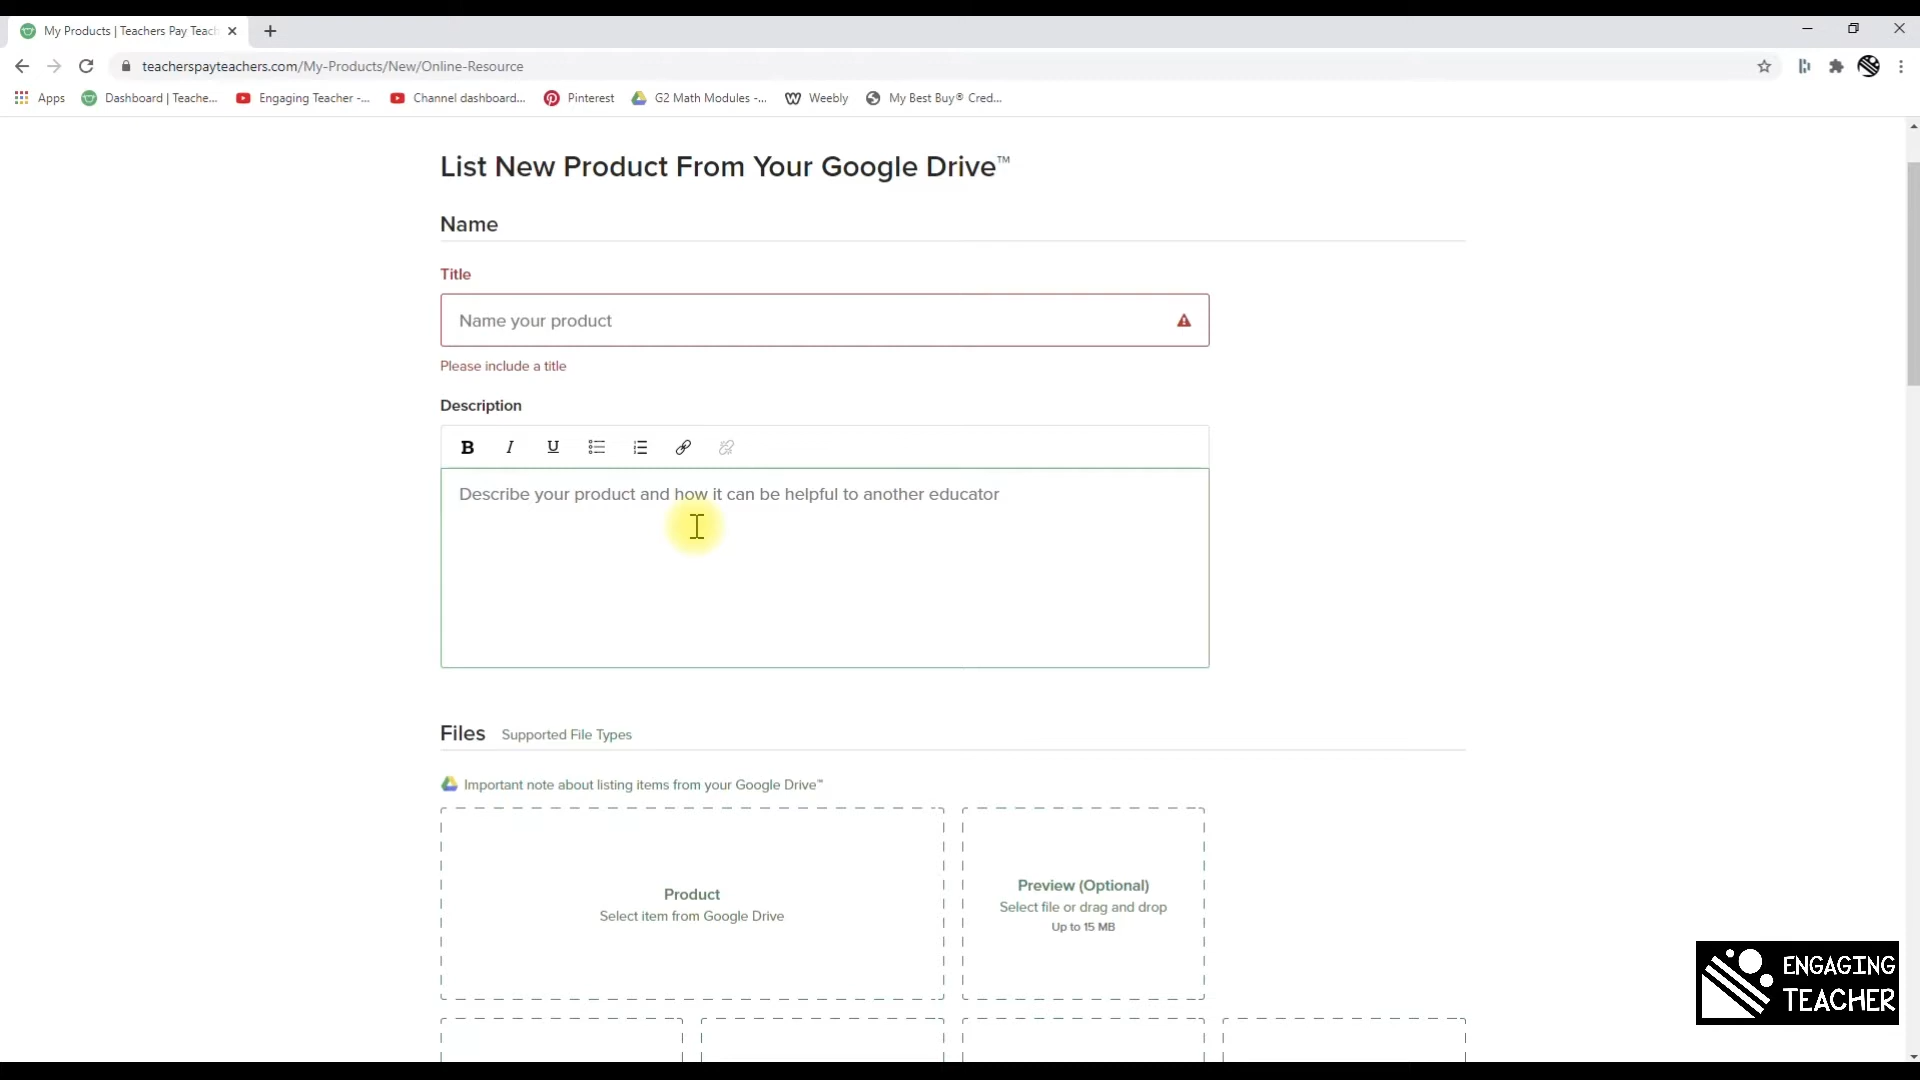 My Products | Teachers Pay Teach
teacherspayteachers.com/My-Products/New/Online-Resource
Apps
Dashboard | Teache...
Engaging Teacher -...
Channel dashboard...
Pinterest
G2 Math Modules -...
Weebly
My Best Buy® Cred...
List New Product From Your Google Drive™
Name
Title
Name your product
Please include a title
Description
B I U
Describe your product and how it can be helpful to another educator
Files Supported File Types
Important note about listing items from your Google Drive™
Product
Select item from Google Drive
Preview (Optional)
Select file or drag and drop
Up to 15 MB
ENGAGING
TEACHER